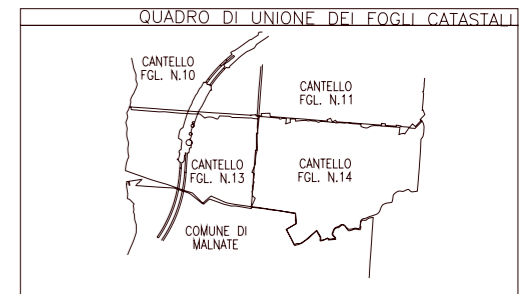 QUADRO DI UNIONE DEI FOGLI CATASTALI
CANTELLO
FGL. N.10
CANTELLO
FGL. N.11
CANTELLO
FGL. N.13
CANTELLO
FGL. N.14
COMUNE DI
MALNATE